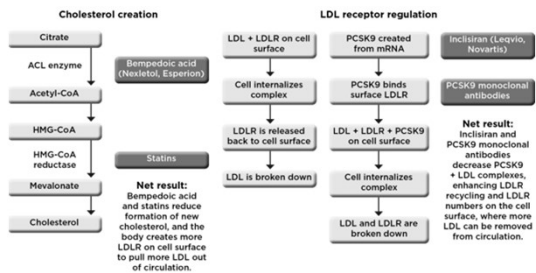 Cholesterol creation
Citrate
ACL enzyme
Bempedoic acid
(Nexletol, Esperion)
Acetyl-CoA
HMG-CoA
HMG-CoA
reductase
Statins
Mevalonate
Cholesterol
Net result:
Bempedoic acid
and statins reduce
formation of new
cholesterol, and the
body creates more
LDLR on cell surface
to pull more LDL out
of circulation.
LDL receptor regulation
LDL + LDLR on cell
surface
Cell internalizes
complex
LDLR is released
back to cell surface
LDL is broken down
PCSK9 created
from mRNA
PCSK9 binds
surface LDLR
LDL + LDLR + PCSK9
on cell surface
Cell internalizes
complex
LDL and LDLR are
broken down
Inclisiran (Leqvio,
Novartis)
PCSK9 monoclonal
antibodies
Net result:
Inclisiran and
PCSK9 monoclonal
antibodies
decrease PCSK9
+ LDL complexes,
enhancing LDLR
recycling and LDLR
numbers on the cell
surface, where more
LDL can be removed
from circulation.